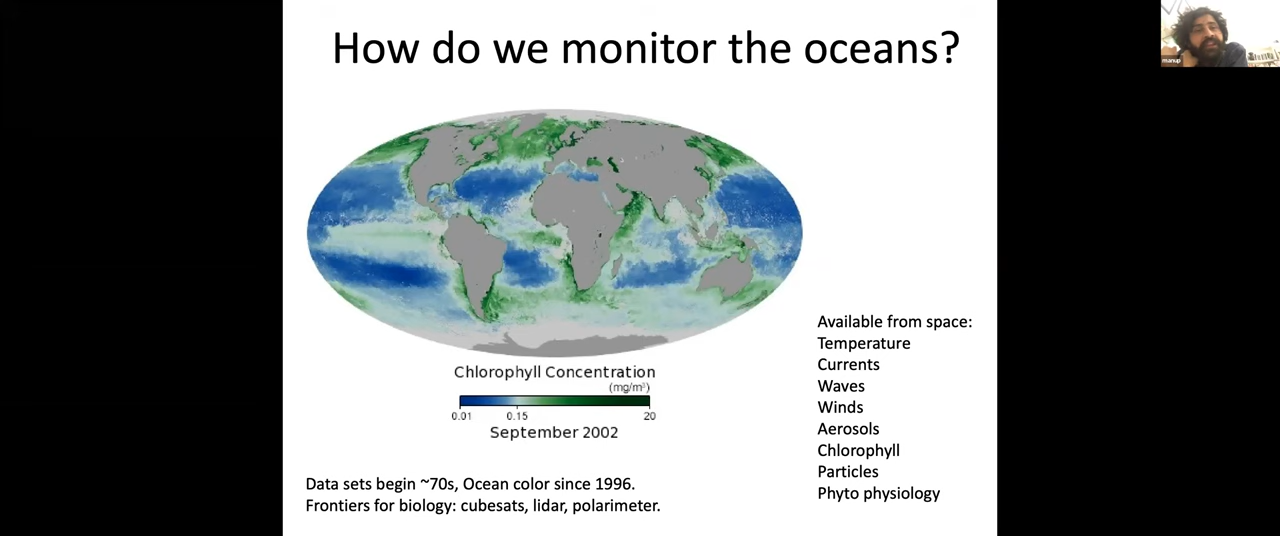 How do we monitor the oceans?
manup
Available from space:
Temperature
Currents
Waves
Winds
Aerosols
Chlorophyll
Particles
Phyto physiology
Chlorophyll Concentration
(mg/m³)
0.01 0.15 20
September 2002
Data sets begin ~70s, Ocean color since 1996.
Frontiers for biology: cubesats, lidar, polarimeter.